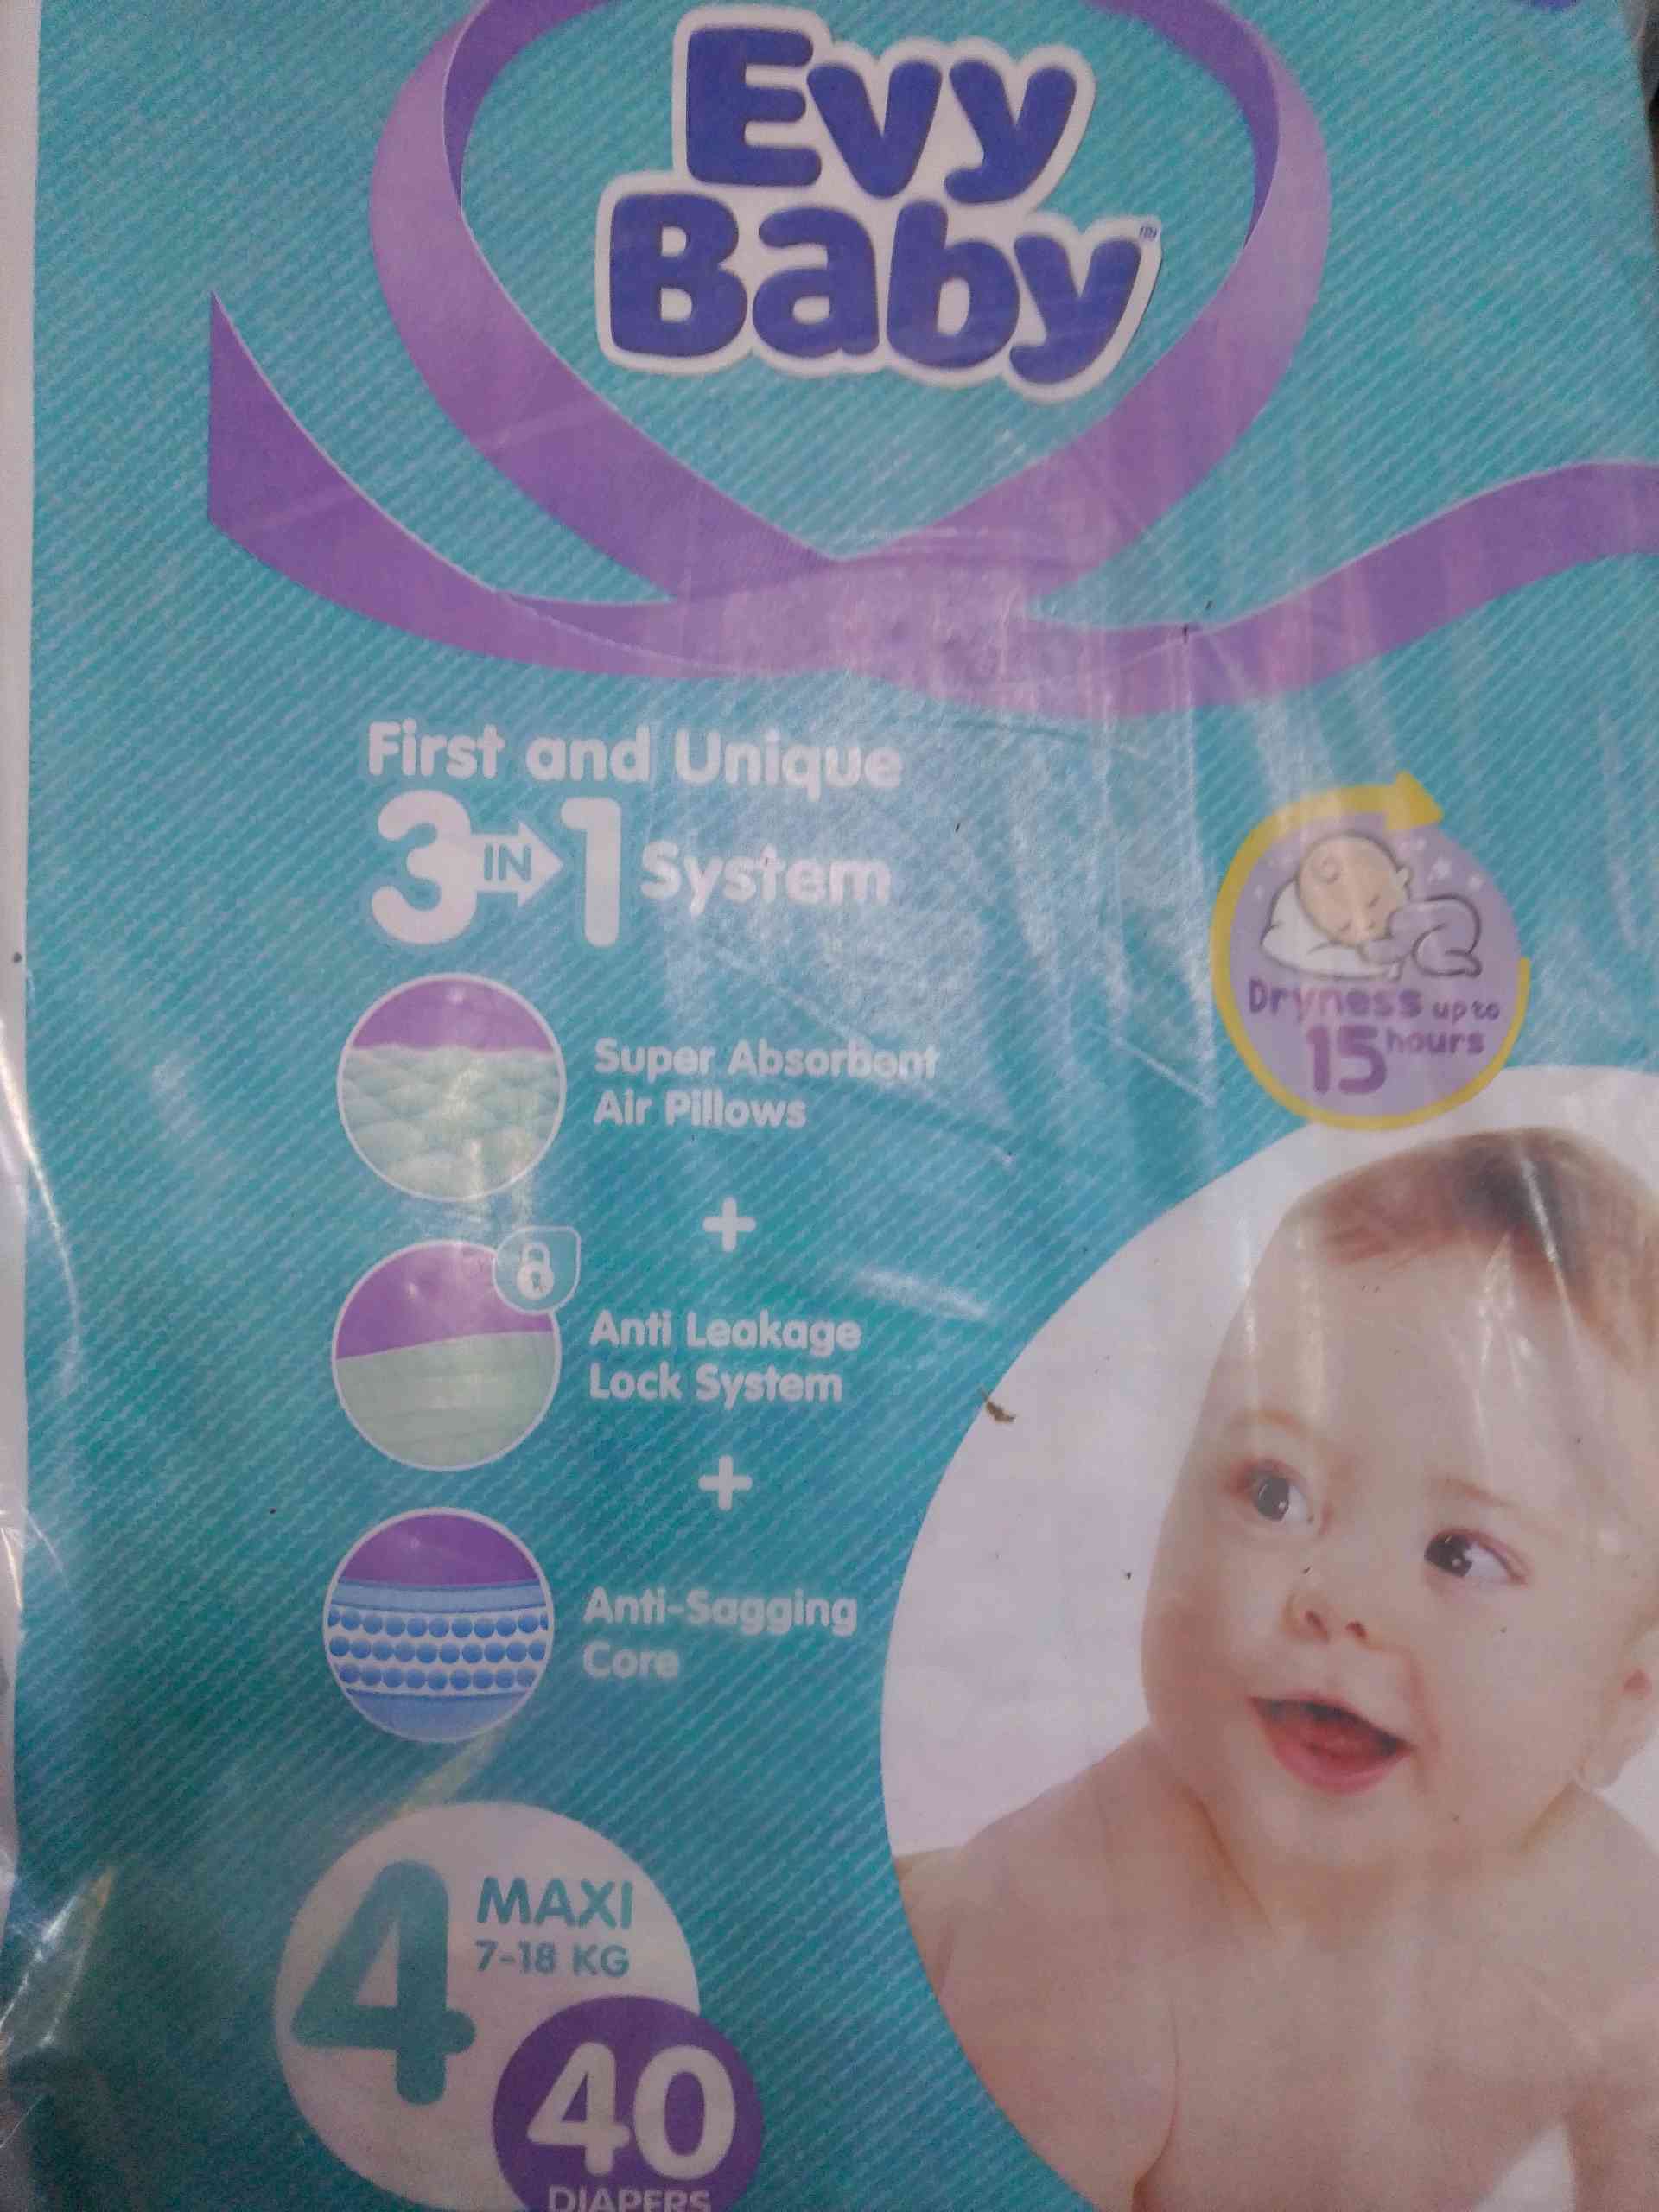 Evy
Baby
First and Unique
3 IN 1 System
Dryness up to
15 hours
Super Absorbent
Air Pillows
+
Anti Leakage
Lock System
+
Anti-Sagging
Core
4 MAXI
7-18 KG
40
DIAPERS